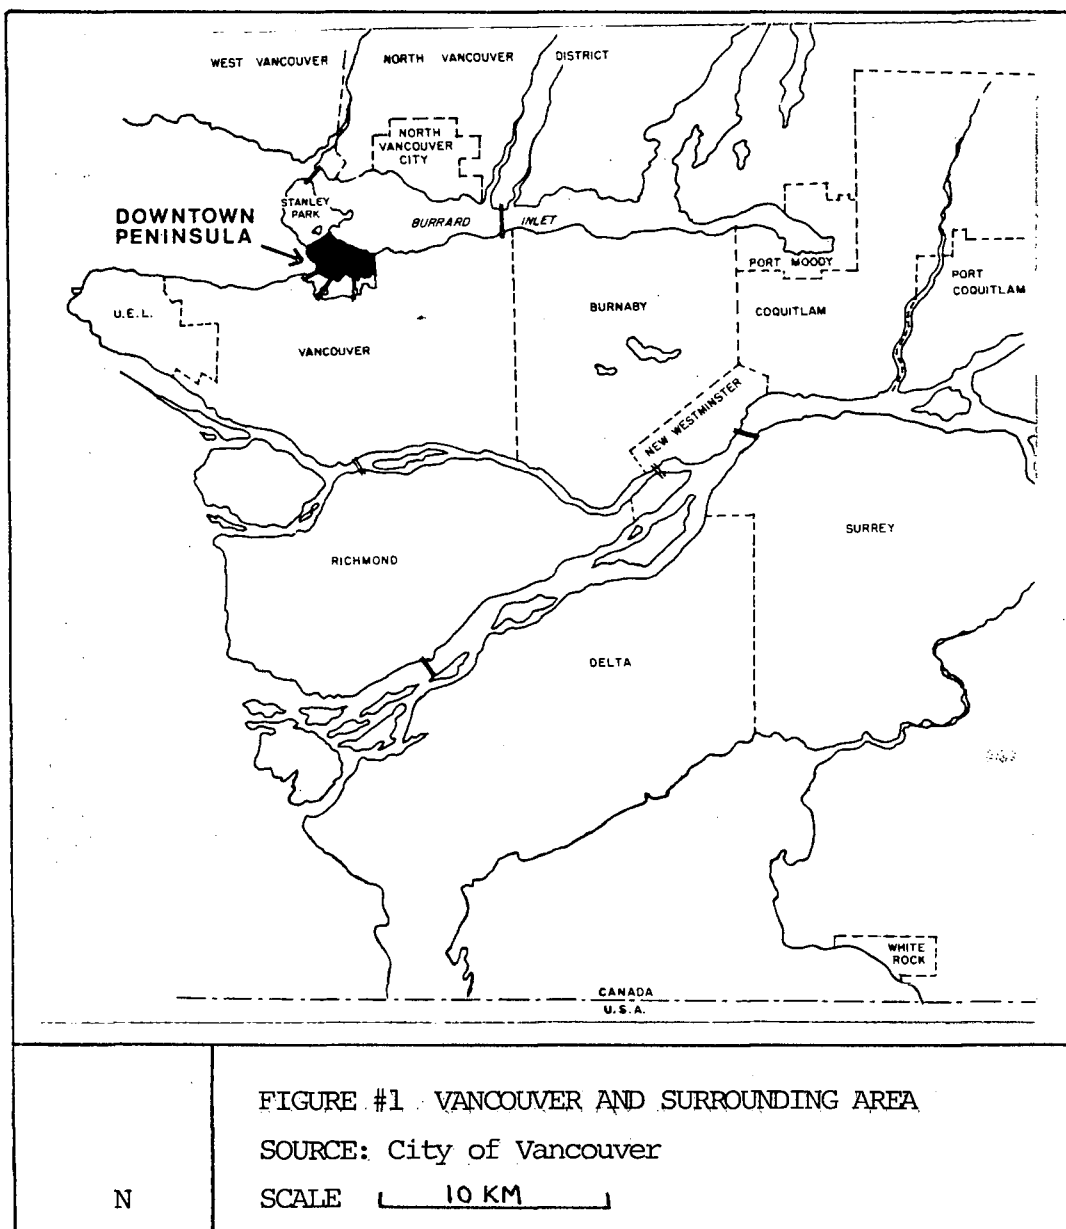 WEST VANCOUVER
NORTH VANCOUVER DISTRICT
NORTH
VANCOUVER
CITY
STANLEY
PARK
DOWNTOWN
PENINSULA
BURRARD INLET
PORT MOODY
PORT
COQUITLAM
U.E.L.
BURNABY
COQUITLAM
VANCOUVER
NEW WESTMINSTER
SURREY
RICHMOND
DELTA
WHITE
ROCK
CANADA
U.S.A.
FIGURE #1 VANCOUVER AND SURROUNDING AREA
SOURCE: City of Vancouver
N
SCALE 10 KM